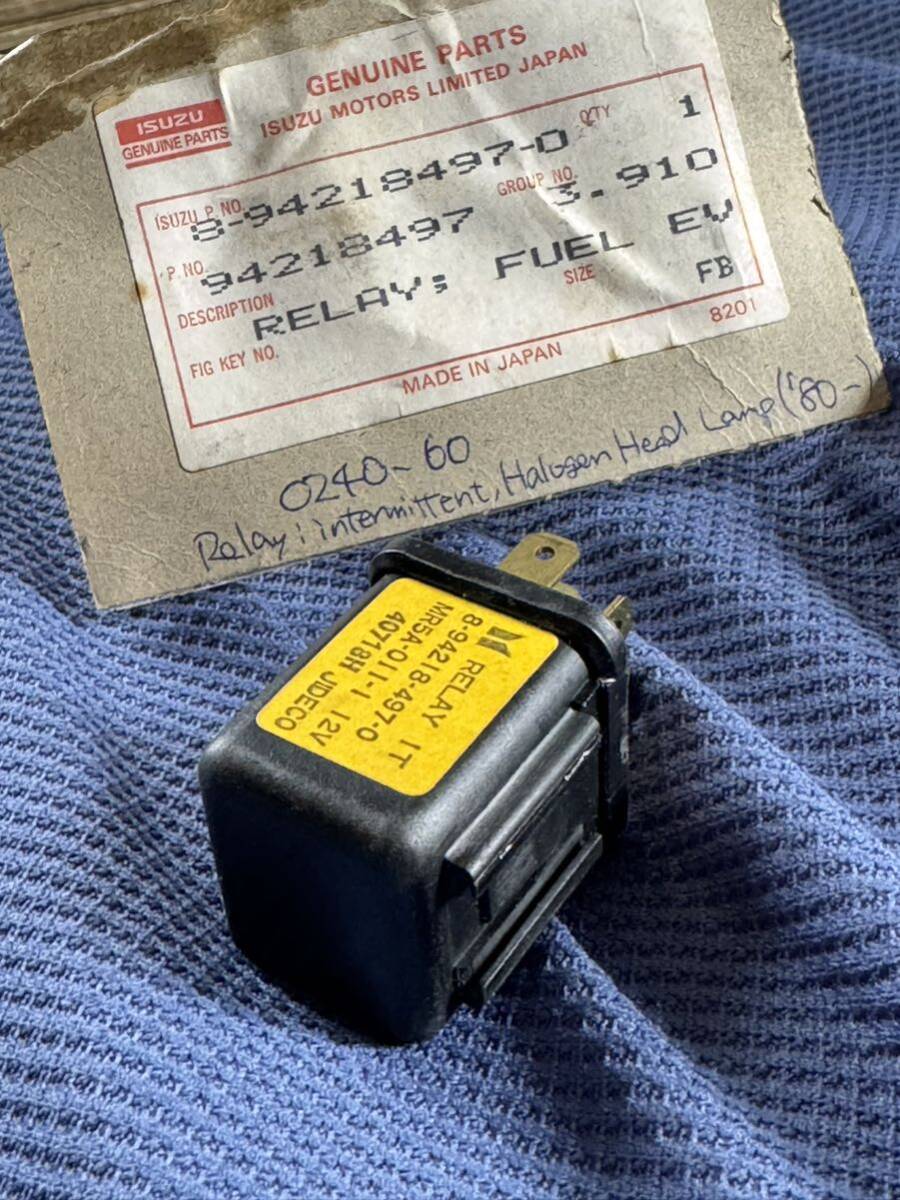 GENUINE PARTS
ISUZU MOTORS LIMITED JAPAN
ISUZU
GENUINE PARTS
ISUZU P.NO. 8-94218497-0 QTY 1
P.NO. 94218497 GROUP NO. 3.910
DESCRIPTION RELAY; FUEL EV
FIG KEY NO. SIZE FB
MADE IN JAPAN 8201
0240-60
Relay : intermittent, Halogen Head Lamp ('80-)
RELAY 1T
8-94218-497-0
MR5A-011-1 12V
40718H JIDECO